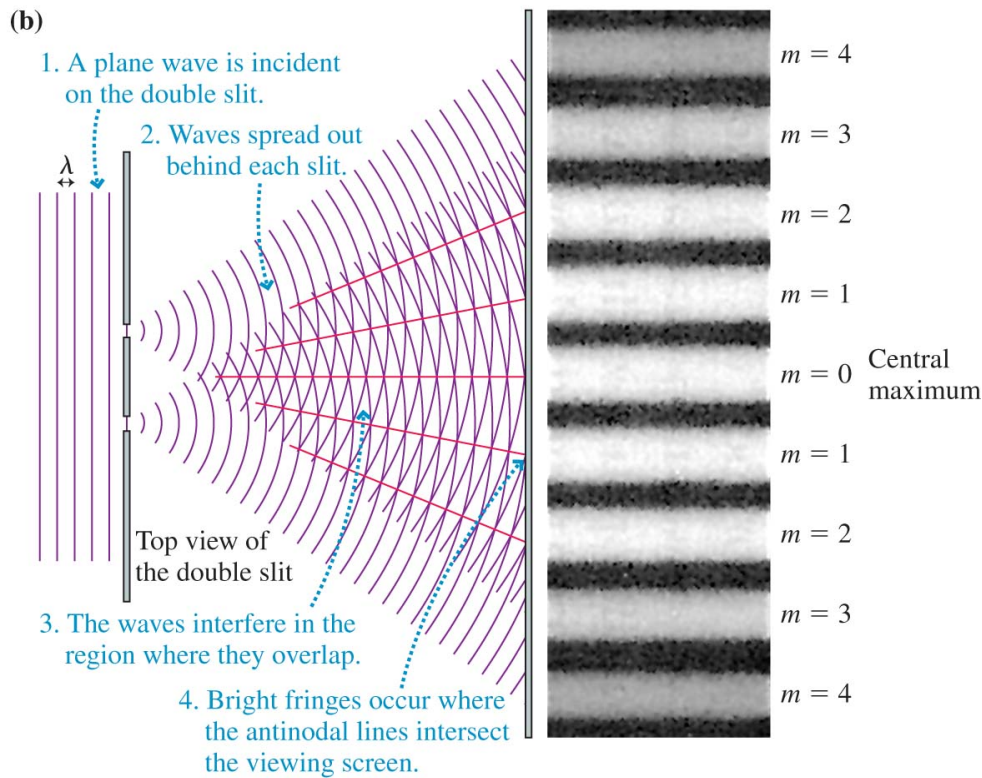 (b)
1. A plane wave is incident
on the double slit.
2. Waves spread out
behind each slit.
λ
Top view of
the double slit
3. The waves interfere in the
region where they overlap.
4. Bright fringes occur where
the antinodal lines intersect
the viewing screen.
m = 4
m = 3
m = 2
m = 1
m = 0 Central
maximum
m = 1
m = 2
m = 3
m = 4